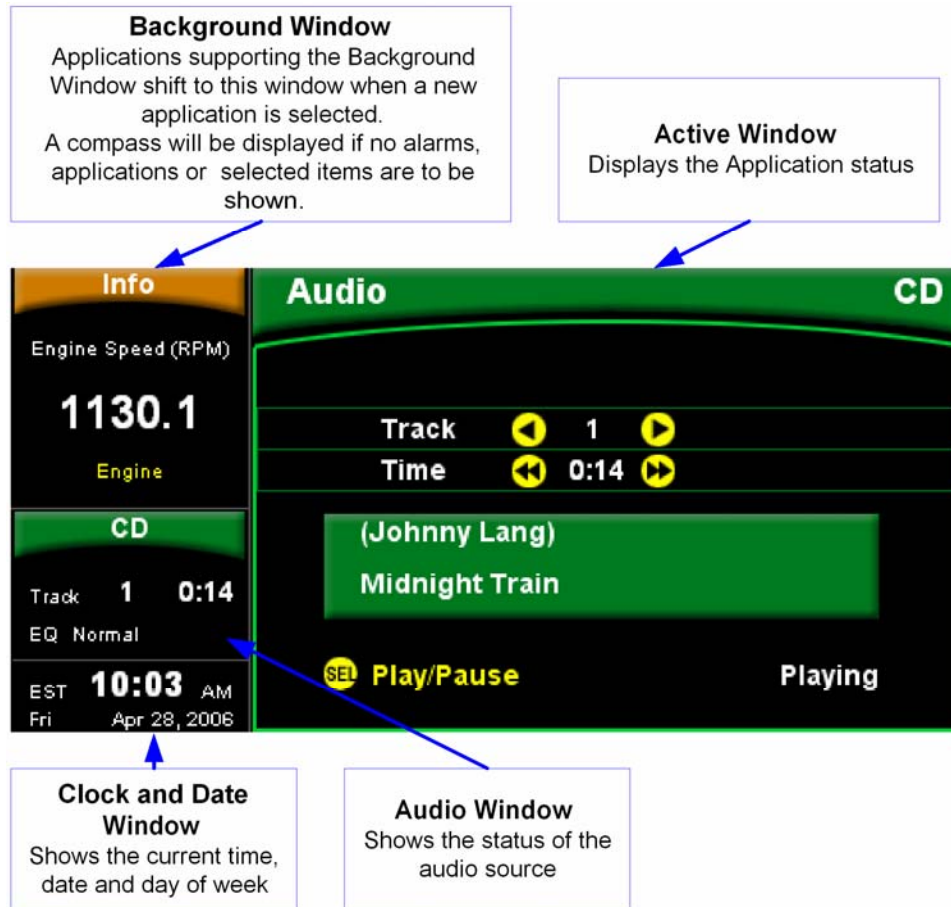 Background Window
Applications supporting the Background
Window shift to this window when a new
application is selected.
A compass will be displayed if no alarms,
applications or selected items are to be
shown.
Active Window
Displays the Application status
Info
Engine Speed (RPM)
1130.1
Engine
CD
Track 1 0:14
EQ Normal
EST 10:03 AM
Fri Apr 28, 2006
Audio CD
Track 1
Time 0:14
(Johnny Lang)
Midnight Train
SEL Play/Pause Playing
Clock and Date
Window
Shows the current time,
date and day of week
Audio Window
Shows the status of the
audio source